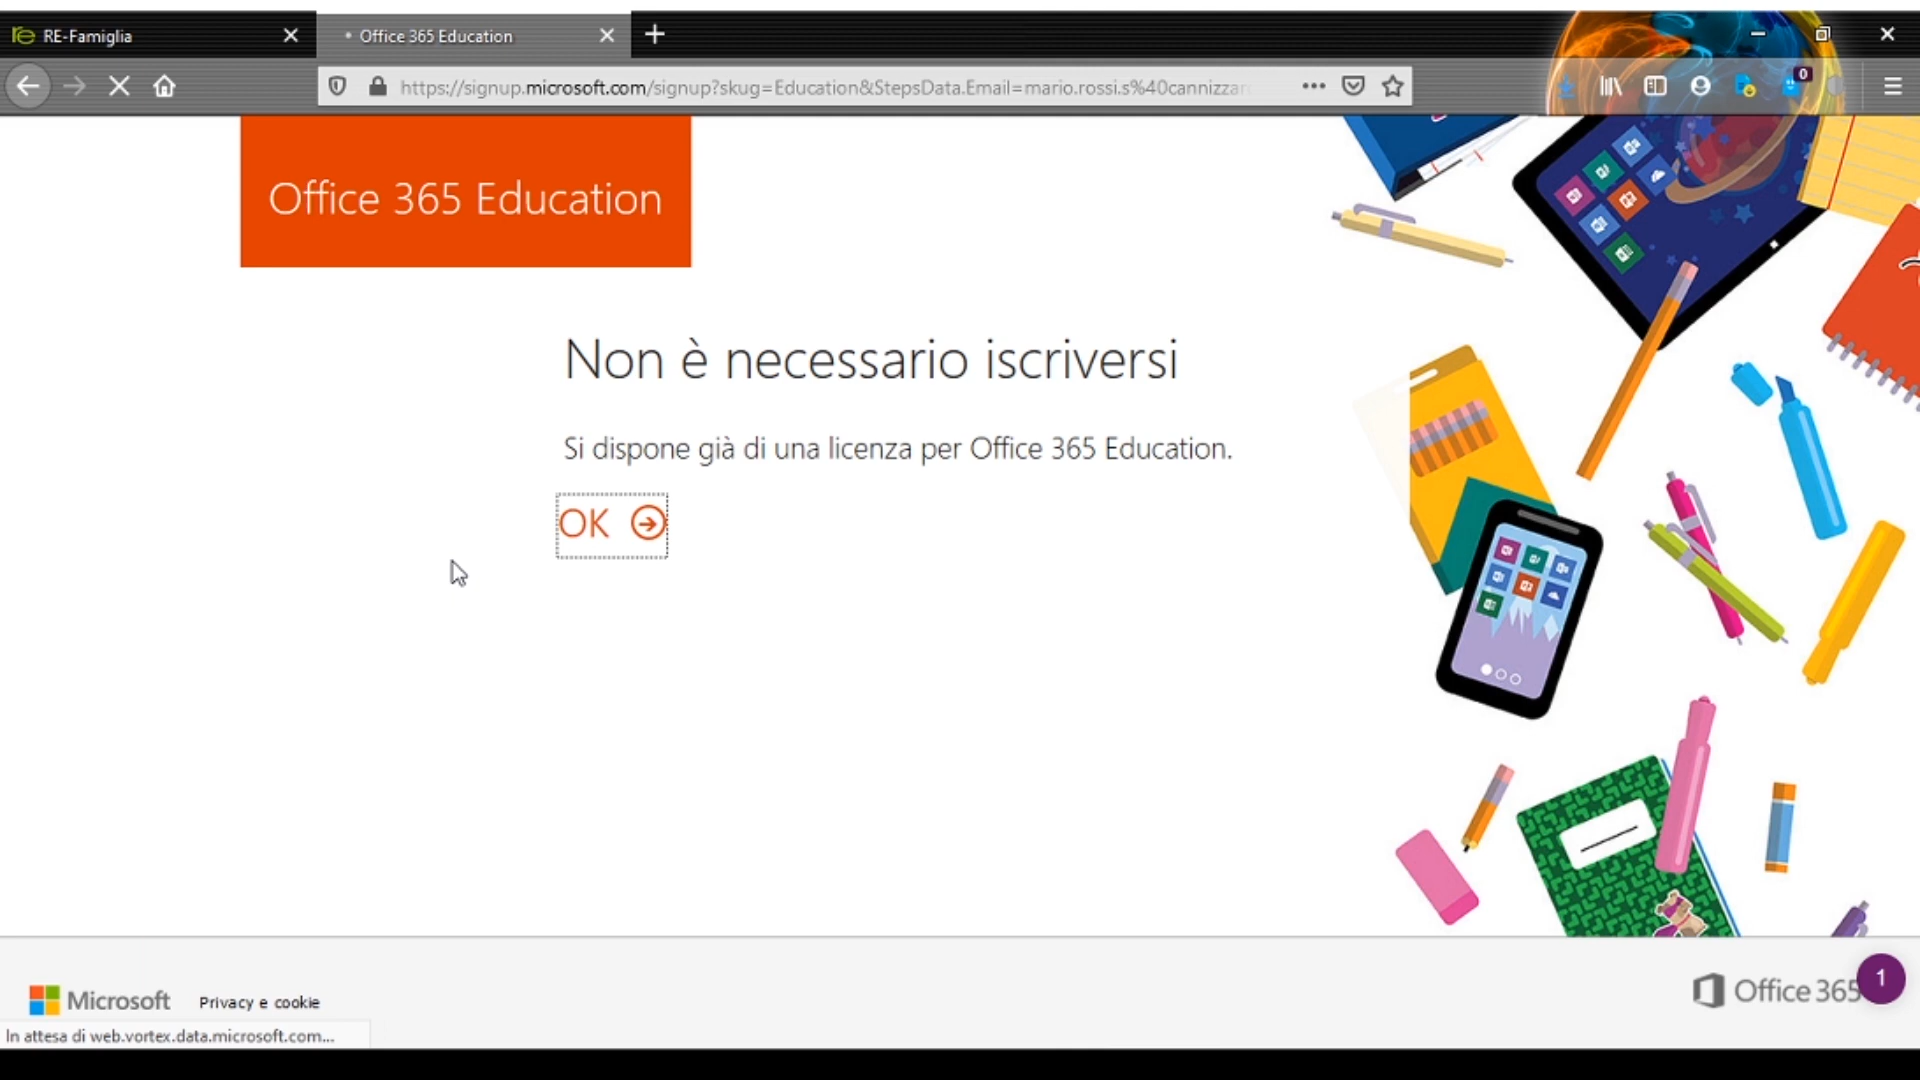 RE-Famiglia
Office 365 Education
https://signup.microsoft.com/signup?skug=Education&StepsData.Email=mario.rossi.s%40cannizzar
0
Office 365 Education
Non è necessario iscriversi
Si dispone già di una licenza per Office 365 Education.
OK
Microsoft
Privacy e cookie
Office 365
1
In attesa di web.vortex.data.microsoft.com...